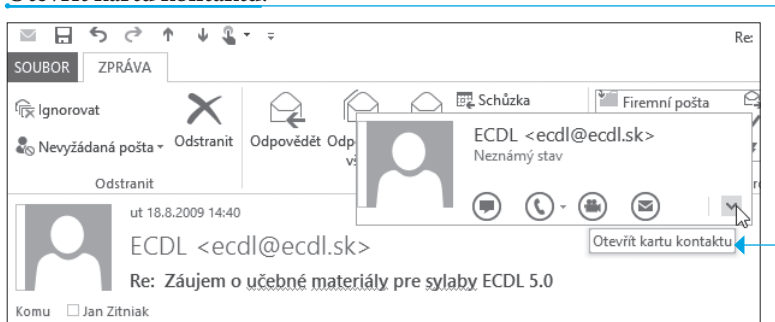 Otevřít kartu kontaktu.
Re:
SOUBOR ZPRÁVA
Ignorovat
Nevyžádaná pošta
Odstranit
Odpovědět
Schůzka
Firemní pošta
Odstranit
ECDL <ecdl@ecdl.sk>
Neznámý stav
Otevřít kartu kontaktu
út 18.8.2009 14:40
ECDL <ecdl@ecdl.sk>
Re: Záujem o učebné materiály pre sylaby ECDL 5.0
Komu Jan Zitniak